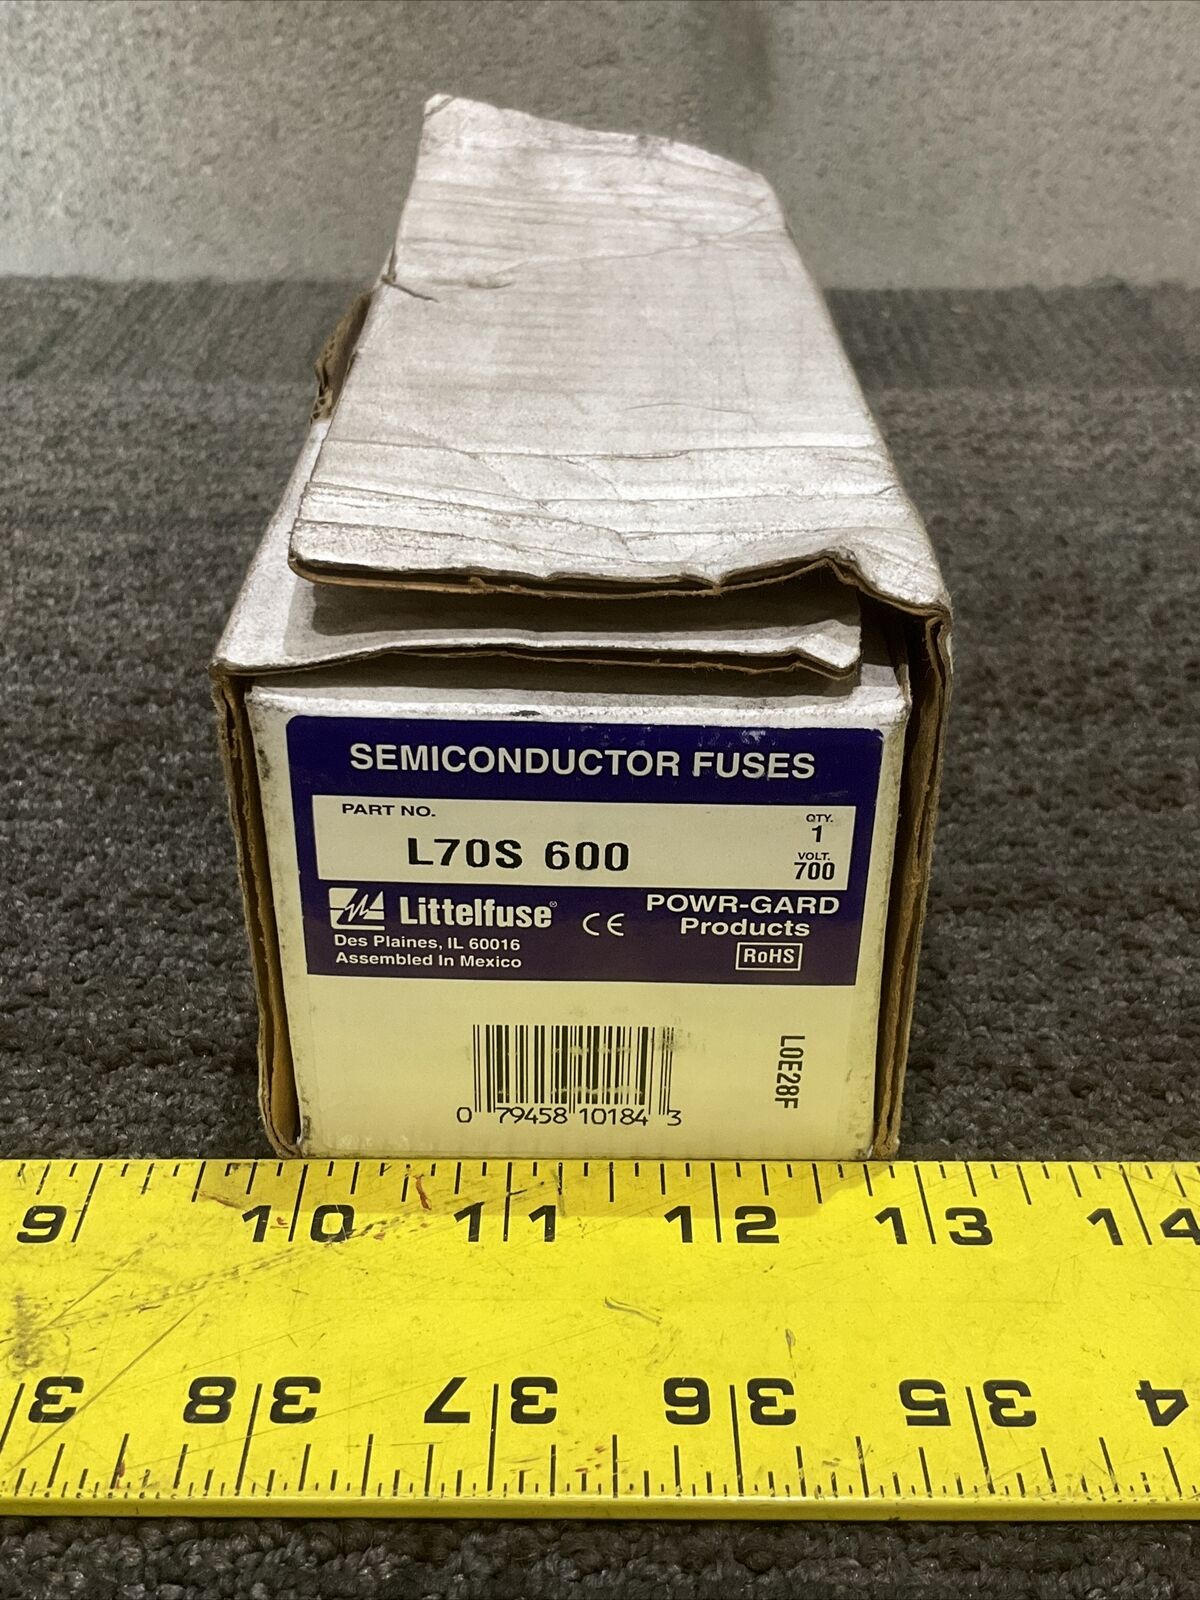 SEMICONDUCTOR FUSES
PART NO.
QTY.
1
L70S 600
VOLT.
700
Littelfuse®
CE
POWR-GARD
Products
Des Plaines, IL 60016
Assembled In Mexico
RoHS
L0E28F
0 79458 10184 3
9 10 11 12 13 14
38 37 36 35 34